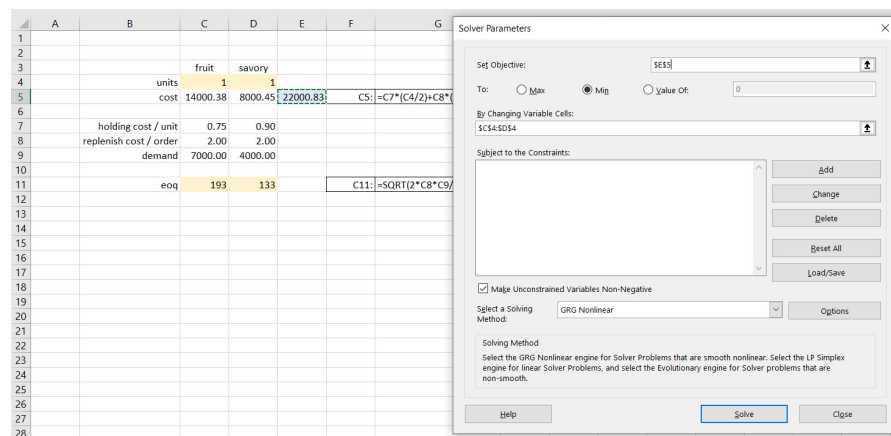 A B C D E F G
Solver Parameters
1
2
3 fruit savory
4 units 1 1
5 cost 14000.38 8000.45 22000.83 C5: =C7*(C4/2)+C8*(
6
7 holding cost / unit 0.75 0.90
8 replenish cost / order 2.00 2.00
9 demand 7000.00 4000.00
10
11 eoq 193 133 C11: =SQRT(2*C8*C9/
12
13
14
15
16
17
18
19
20
21
22
23
24
25
26
27
28
Set Objective: $E$5
To: Max Min Value Of: 0
By Changing Variable Cells:
$C$4:$D$4
Subject to the Constraints:
Add
Change
Delete
Reset All
Load/Save
Make Unconstrained Variables Non-Negative
Select a Solving Method: GRG Nonlinear Options
Solving Method
Select the GRG Nonlinear engine for Solver Problems that are smooth nonlinear. Select the LP Simplex
engine for linear Solver Problems, and select the Evolutionary engine for Solver problems that are
non-smooth.
Help Solve Close